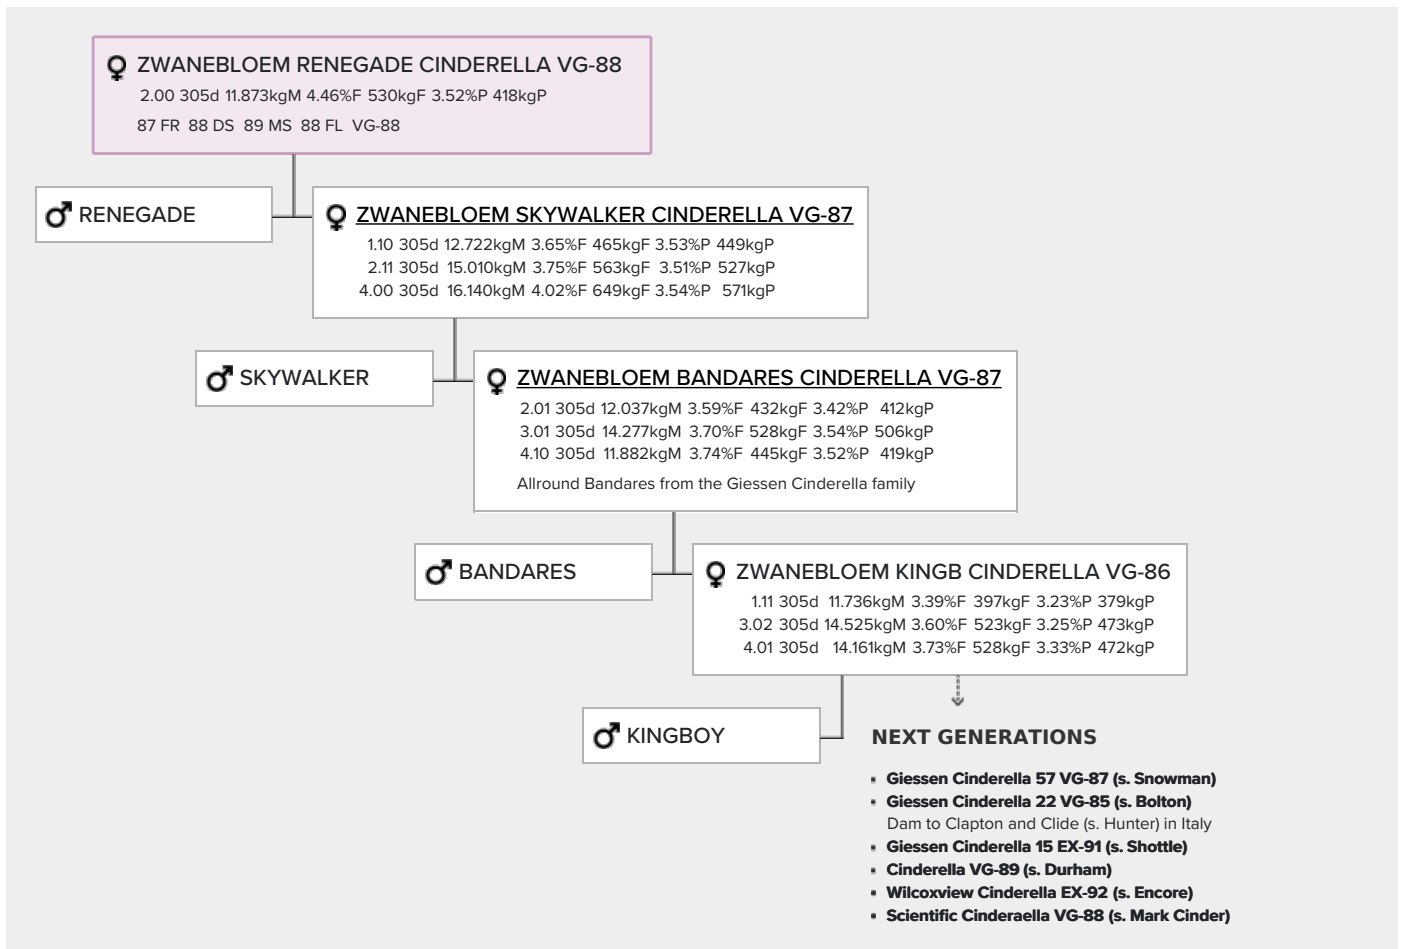 ZWANEBLOEM RENEGADE CINDERELLA VG-88
2.00 305d 11.873kgM 4.46%F 530kgF 3.52%P 418kgP
87 FR 88 DS 89 MS 88 FL VG-88
RENEGADE
ZWANEBLOEM SKYWALKER CINDERELLA VG-87
1.10 305d 12.722kgM 3.65%F 465kgF 3.53%P 449kgP
2.11 305d 15.010kgM 3.75%F 563kgF 3.51%P 527kgP
4.00 305d 16.140kgM 4.02%F 649kgF 3.54%P 571kgP
SKYWALKER
ZWANEBLOEM BANDARES CINDERELLA VG-87
2.01 305d 12.037kgM 3.59%F 432kgF 3.42%P 412kgP
3.01 305d 14.277kgM 3.70%F 528kgF 3.54%P 506kgP
4.10 305d 11.882kgM 3.74%F 445kgF 3.52%P 419kgP
Allround Bandares from the Giessen Cinderella family
BANDARES
ZWANEBLOEM KINGB CINDERELLA VG-86
1.11 305d 11.736kgM 3.39%F 397kgF 3.23%P 379kgP
3.02 305d 14.525kgM 3.60%F 523kgF 3.25%P 473kgP
4.01 305d 14.161kgM 3.73%F 528kgF 3.33%P 472kgP
KINGBOY
NEXT GENERATIONS
Giessen Cinderella 57 VG-87 (s. Snowman)
Giessen Cinderella 22 VG-85 (s. Bolton)
Dam to Clapton and Clide (s. Hunter) in Italy
Giessen Cinderella 15 EX-91 (s. Shottle)
Cinderella VG-89 (s. Durham)
Wilcoxview Cinderella EX-92 (s. Encore)
Scientific Cinderaella VG-88 (s. Mark Cinder)